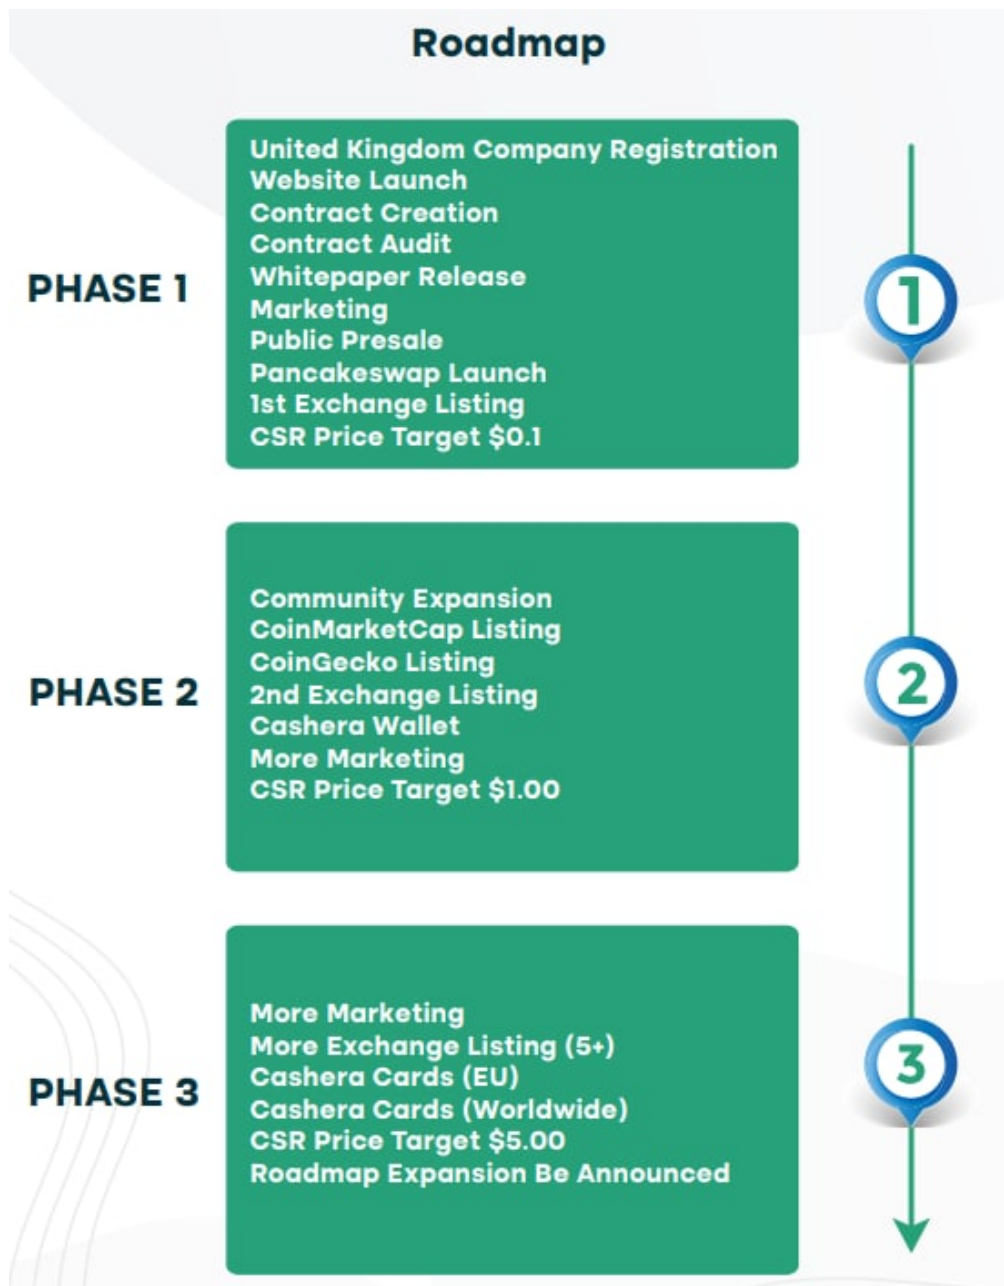 Roadmap
PHASE 1
United Kingdom Company Registration
Website Launch
Contract Creation
Contract Audit
Whitepaper Release
Marketing
Public Presale
Pancakeswap Launch
1st Exchange Listing
CSR Price Target $0.1
1
PHASE 2
Community Expansion
CoinMarketCap Listing
CoinGecko Listing
2nd Exchange Listing
Cashera Wallet
More Marketing
CSR Price Target $1.00
2
PHASE 3
More Marketing
More Exchange Listing (5+)
Cashera Cards (EU)
Cashera Cards (Worldwide)
CSR Price Target $5.00
Roadmap Expansion Be Announced
3